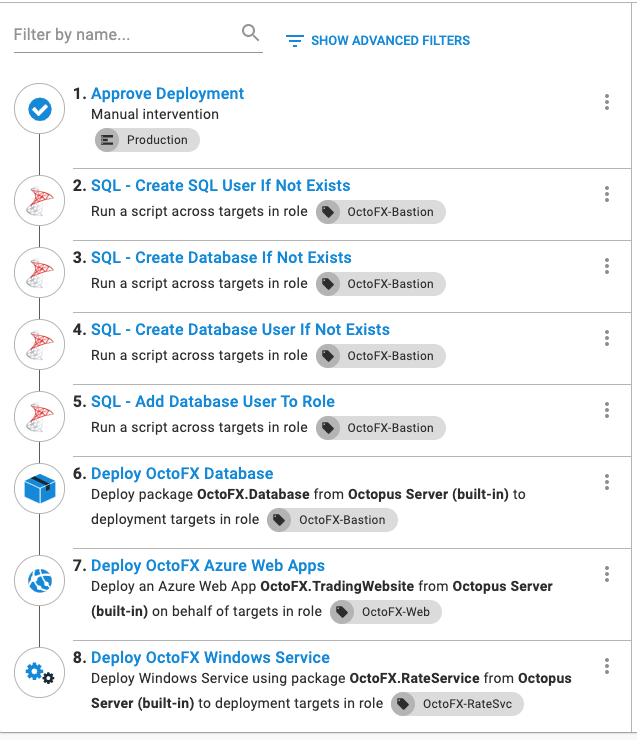 Filter by name...
SHOW ADVANCED FILTERS
1. Approve Deployment
Manual intervention
Production
2. SQL - Create SQL User If Not Exists
Run a script across targets in role OctoFX-Bastion
3. SQL - Create Database If Not Exists
Run a script across targets in role OctoFX-Bastion
4. SQL - Create Database User If Not Exists
Run a script across targets in role OctoFX-Bastion
5. SQL - Add Database User To Role
Run a script across targets in role OctoFX-Bastion
6. Deploy OctoFX Database
Deploy package OctoFX.Database from Octopus Server (built-in) to
deployment targets in role OctoFX-Bastion
7. Deploy OctoFX Azure Web Apps
Deploy an Azure Web App OctoFX.TradingWebsite from Octopus Server
(built-in) on behalf of targets in role OctoFX-Web
8. Deploy OctoFX Windows Service
Deploy Windows Service using package OctoFX.RateService from Octopus
Server (built-in) to deployment targets in role OctoFX-RateSvc